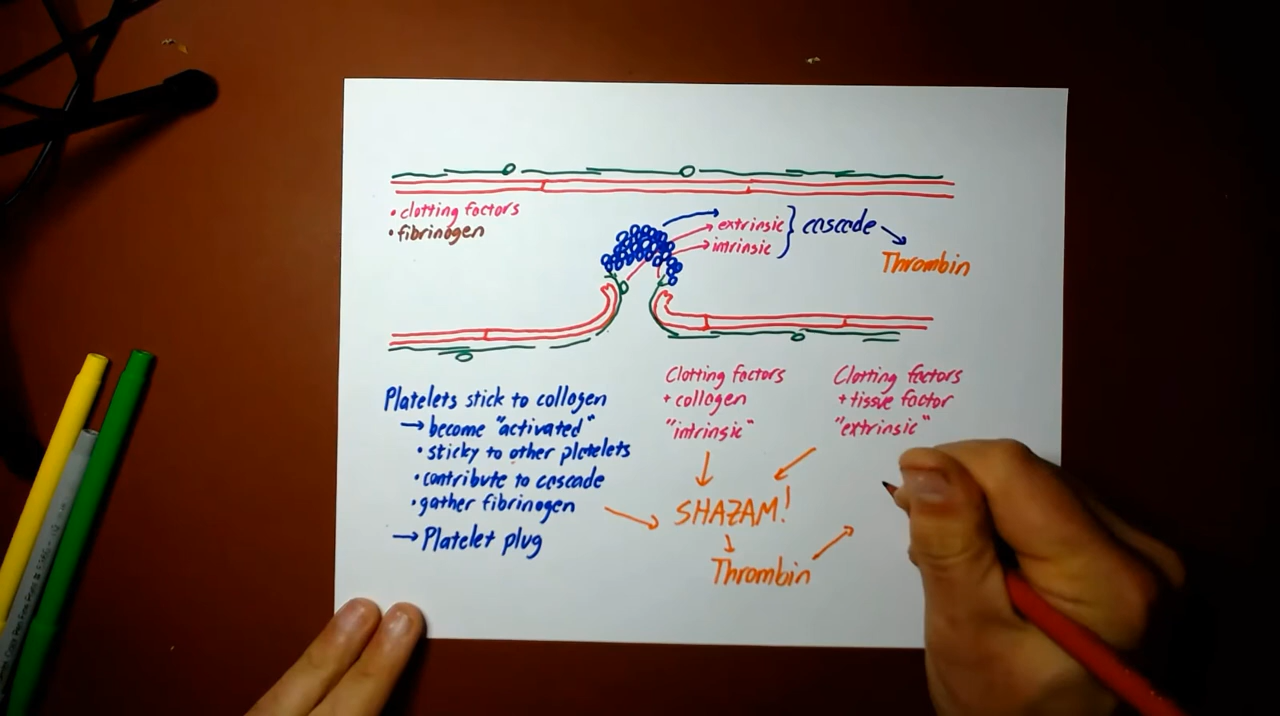 • clotting factors
• fibrinogen
extrinsic
intrinsic
cascade
Thrombin
Platelets stick to collagen
→ become "activated"
• sticky to other platelets
• contribute to cascade
• gather fibrinogen
→ Platelet plug
Clotting factors
+ collagen
"intrinsic"
Clotting factors
+ tissue factor
"extrinsic"
SHAZAM!
Thrombin